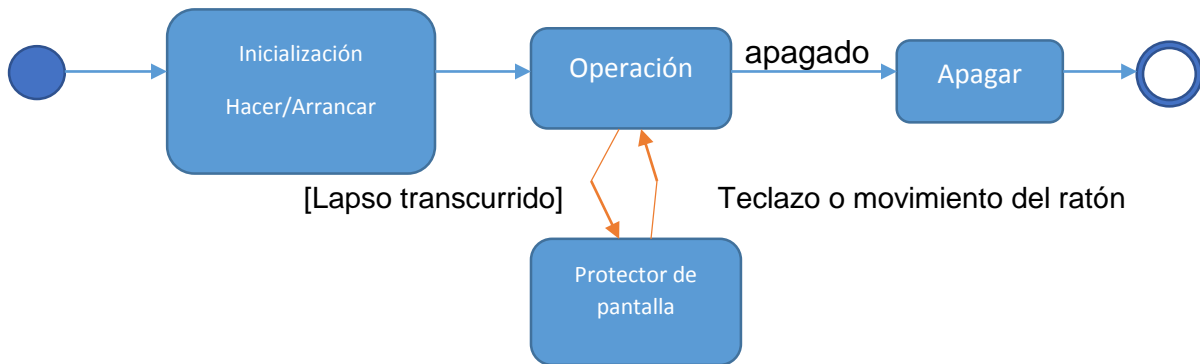 Inicialización
Hacer/Arrancar
Operación
apagado
Apagar
[Lapso transcurrido]
Teclazo o movimiento del ratón
Protector de
pantalla